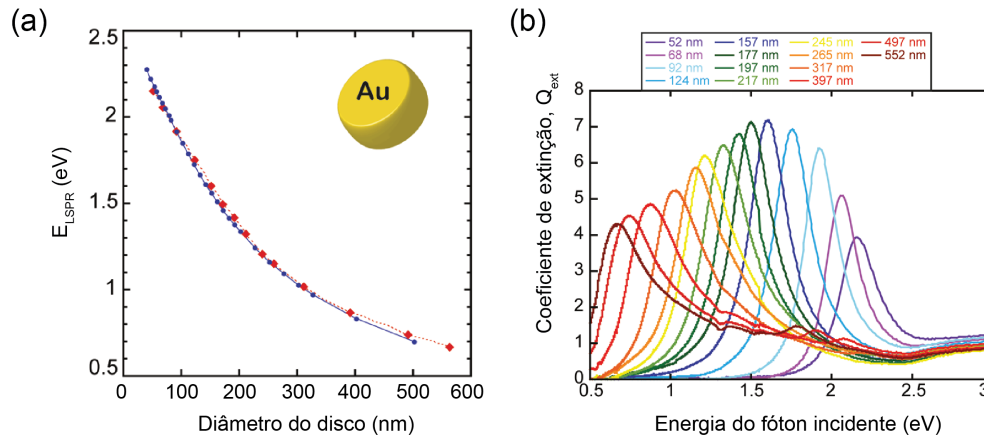 (a)
2.5
2
1.5
1
0.5
E_LSPR (eV)
Au
0 100 200 300 400 500 600
Diâmetro do disco (nm)
(b)
52 nm 157 nm 245 nm 497 nm
68 nm 177 nm 265 nm 552 nm
92 nm 197 nm 317 nm
124 nm 217 nm 397 nm
Coeficiente de extinção, Q_ext
8
7
6
5
4
3
2
1
0
0.5 1.0 1.5 2.0 2.5 3.0
Energia do fóton incidente (eV)